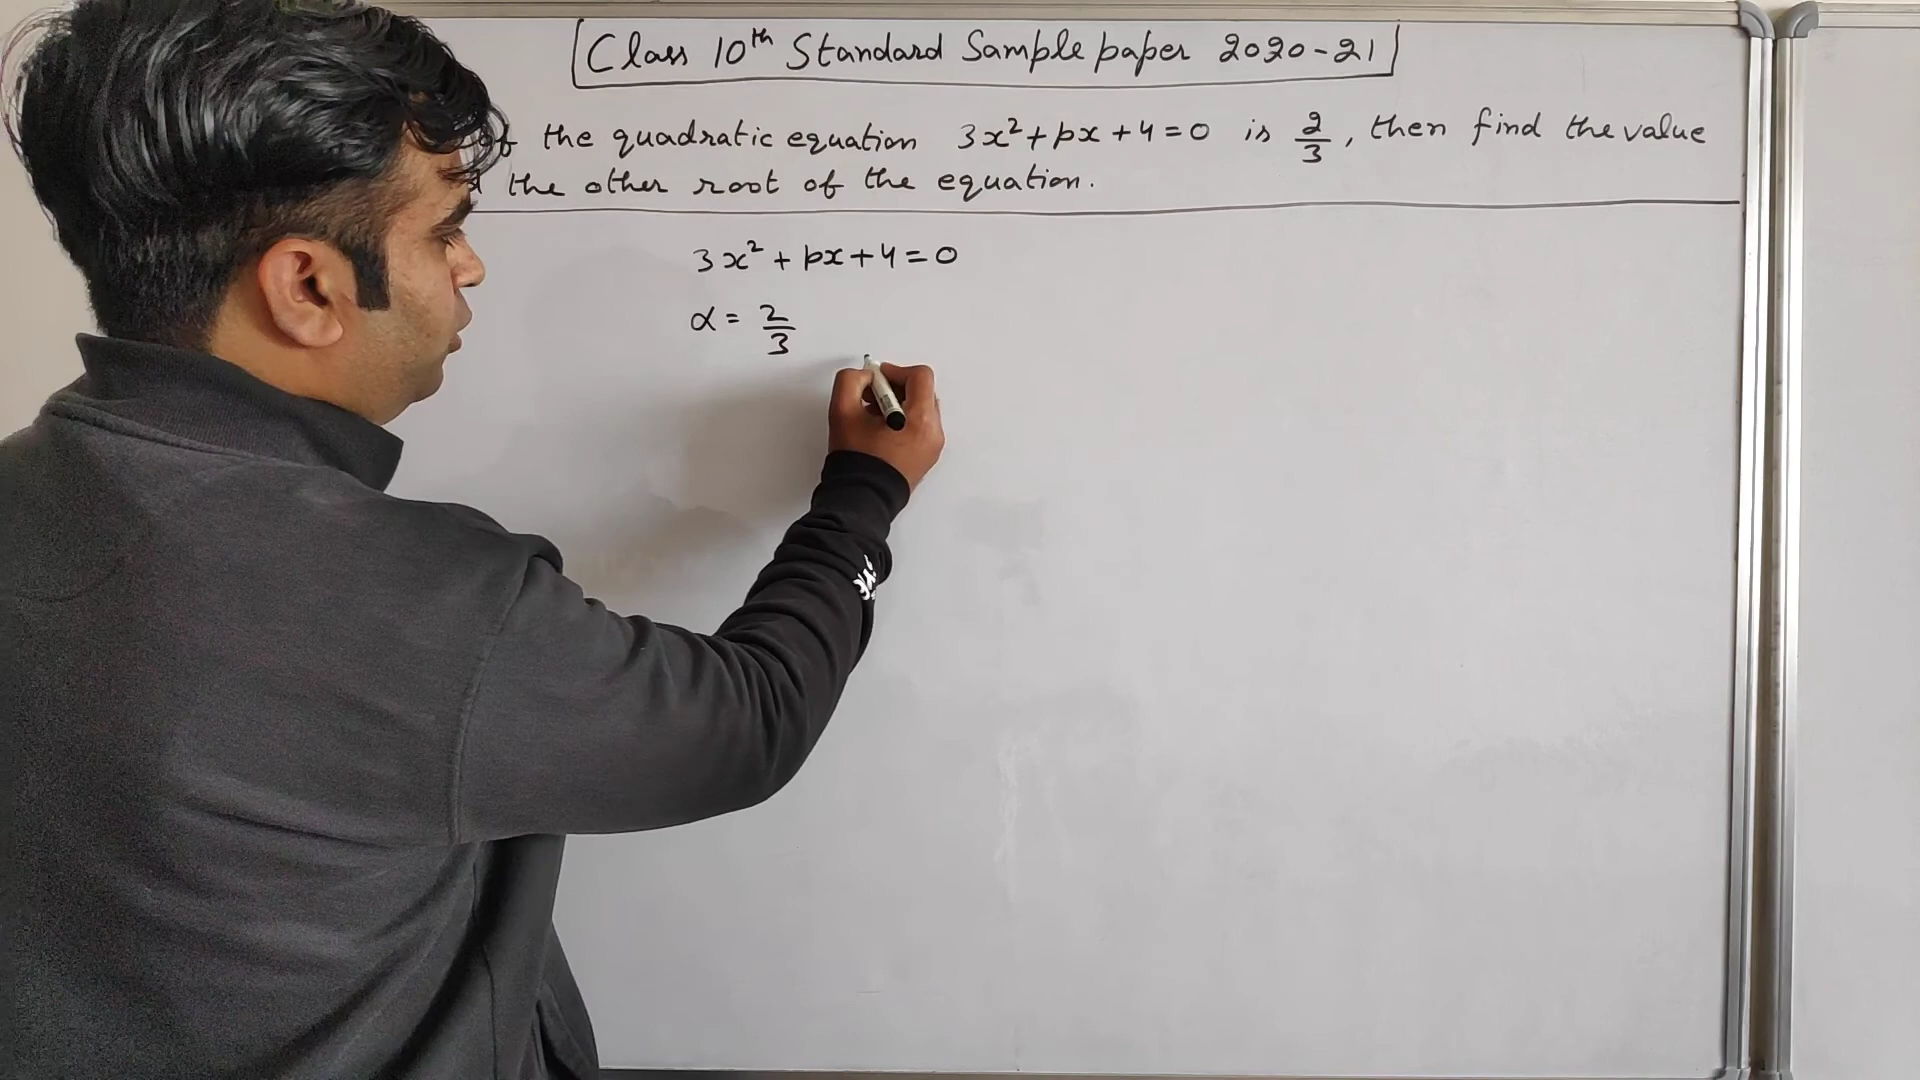 Class 10th Standard Sample paper 2020-21
of the quadratic equation 3x²+px+4=0 is 2/3, then find the value
the other root of the equation.
3x²+px+4=0
α = 2/3